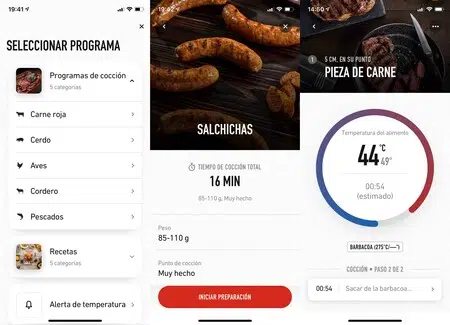 19:41
SELECCIONAR PROGRAMA
Programas de cocción
5 categorías
Carne roja
Cerdo
Aves
Cordero
Pescados
Recetas
5 categorías
Alerta de temperatura
19:42
SALCHICHAS
TIEMPO DE COCCIÓN TOTAL
16 MIN
85-110 g, Muy hecho
Peso
85-110 g
Punto de cocción
Muy hecho
INICIAR PREPARACIÓN
14:50
1
5 CM, EN SU PUNTO
PIEZA DE CARNE
Temperatura del alimento
44 °C
49°
00:54
(estimado)
BARBACOA (275°C/—°)
COCCIÓN • PASO 2 DE 2
00:54 Sacar de la barbacoa...